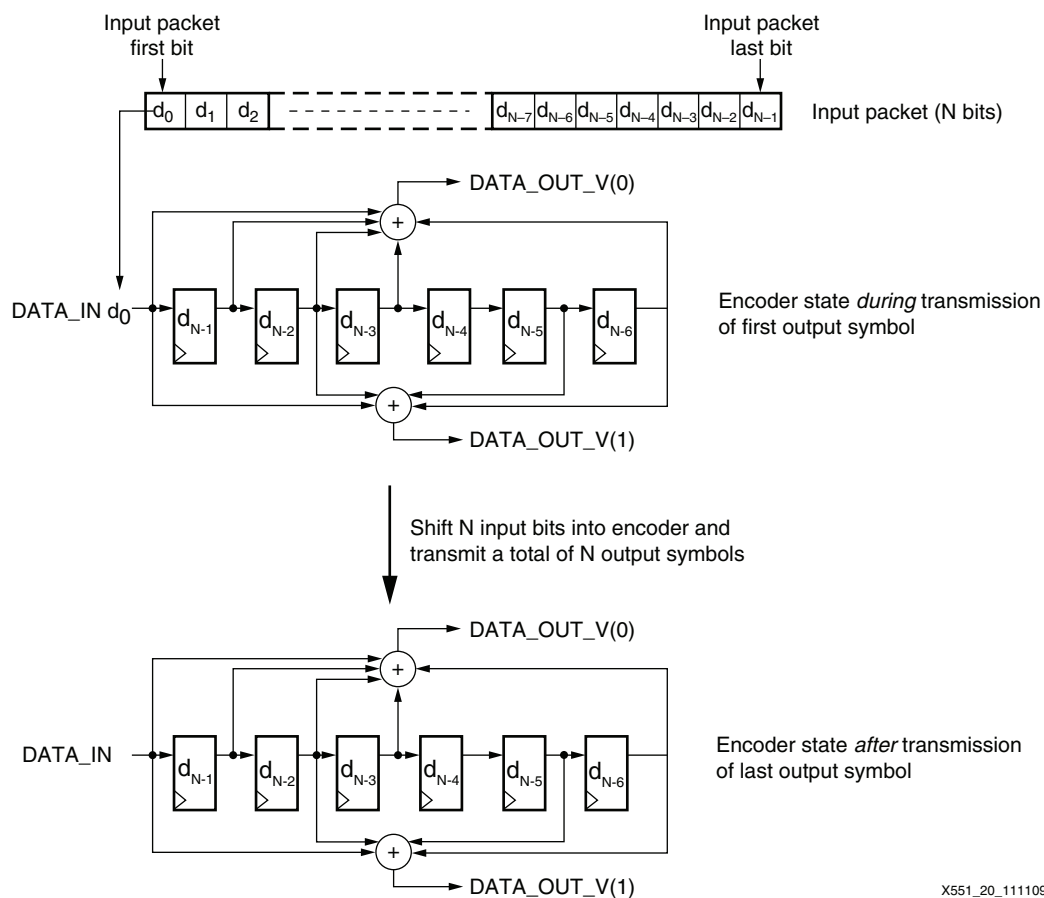 Input packet
first bit
Input packet
last bit
d0 d1 d2 dN–7 dN–6 dN–5 dN–4 dN–3 dN–2 dN–1 Input packet (N bits)
DATA_OUT_V(0)
+
DATA_IN d0 dN-1 dN-2 dN-3 dN-4 dN-5 dN-6
Encoder state during transmission
of first output symbol
+
DATA_OUT_V(1)
Shift N input bits into encoder and
transmit a total of N output symbols
DATA_OUT_V(0)
+
DATA_IN dN-1 dN-2 dN-3 dN-4 dN-5 dN-6
Encoder state after transmission
of last output symbol
+
DATA_OUT_V(1)
X551_20_111109